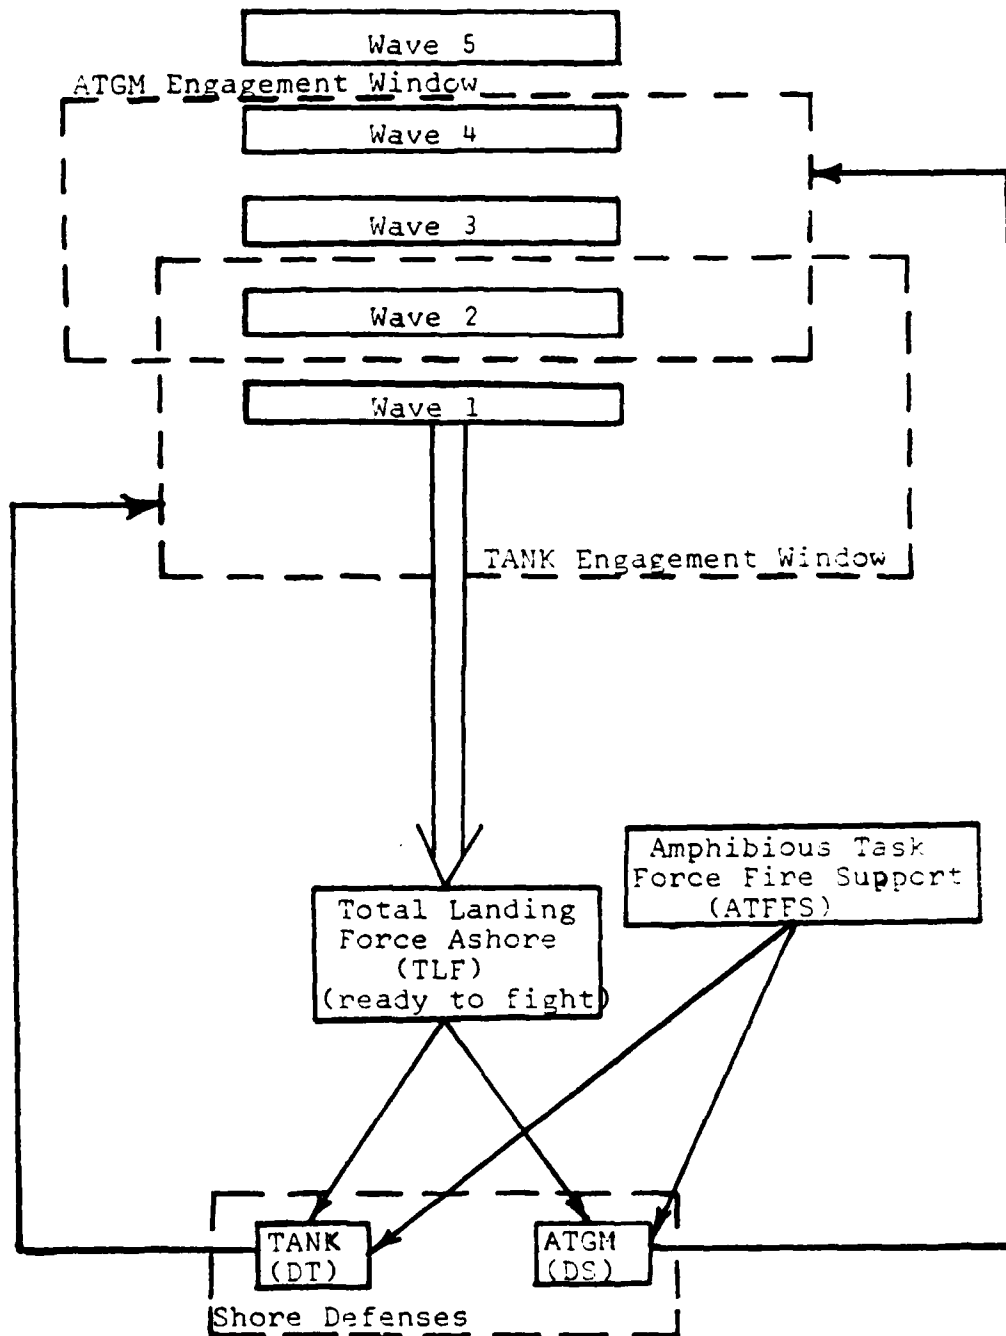 Wave 5
ATGM Engagement Window
Wave 4
Wave 3
Wave 2
Wave 1
TANK Engagement Window
Amphibious Task
Force Fire Support
(ATFFS)
Total Landing
Force Ashore
(TLF)
(ready to fight)
TANK
(DT)
ATGM
(DS)
Shore Defenses